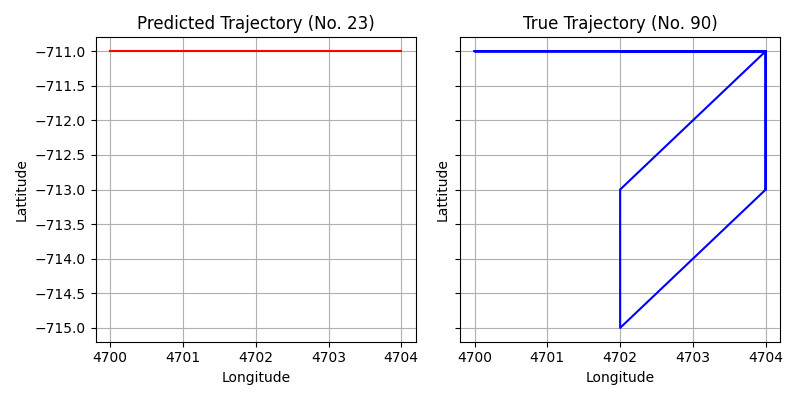 Predicted Trajectory (No. 23)
True Trajectory (No. 90)
−711.0
−711.5
−712.0
−712.5
−713.0
−713.5
−714.0
−714.5
−715.0
Lattitude
Lattitude
4700 4701 4702 4703 4704
4700 4701 4702 4703 4704
Longitude
Longitude